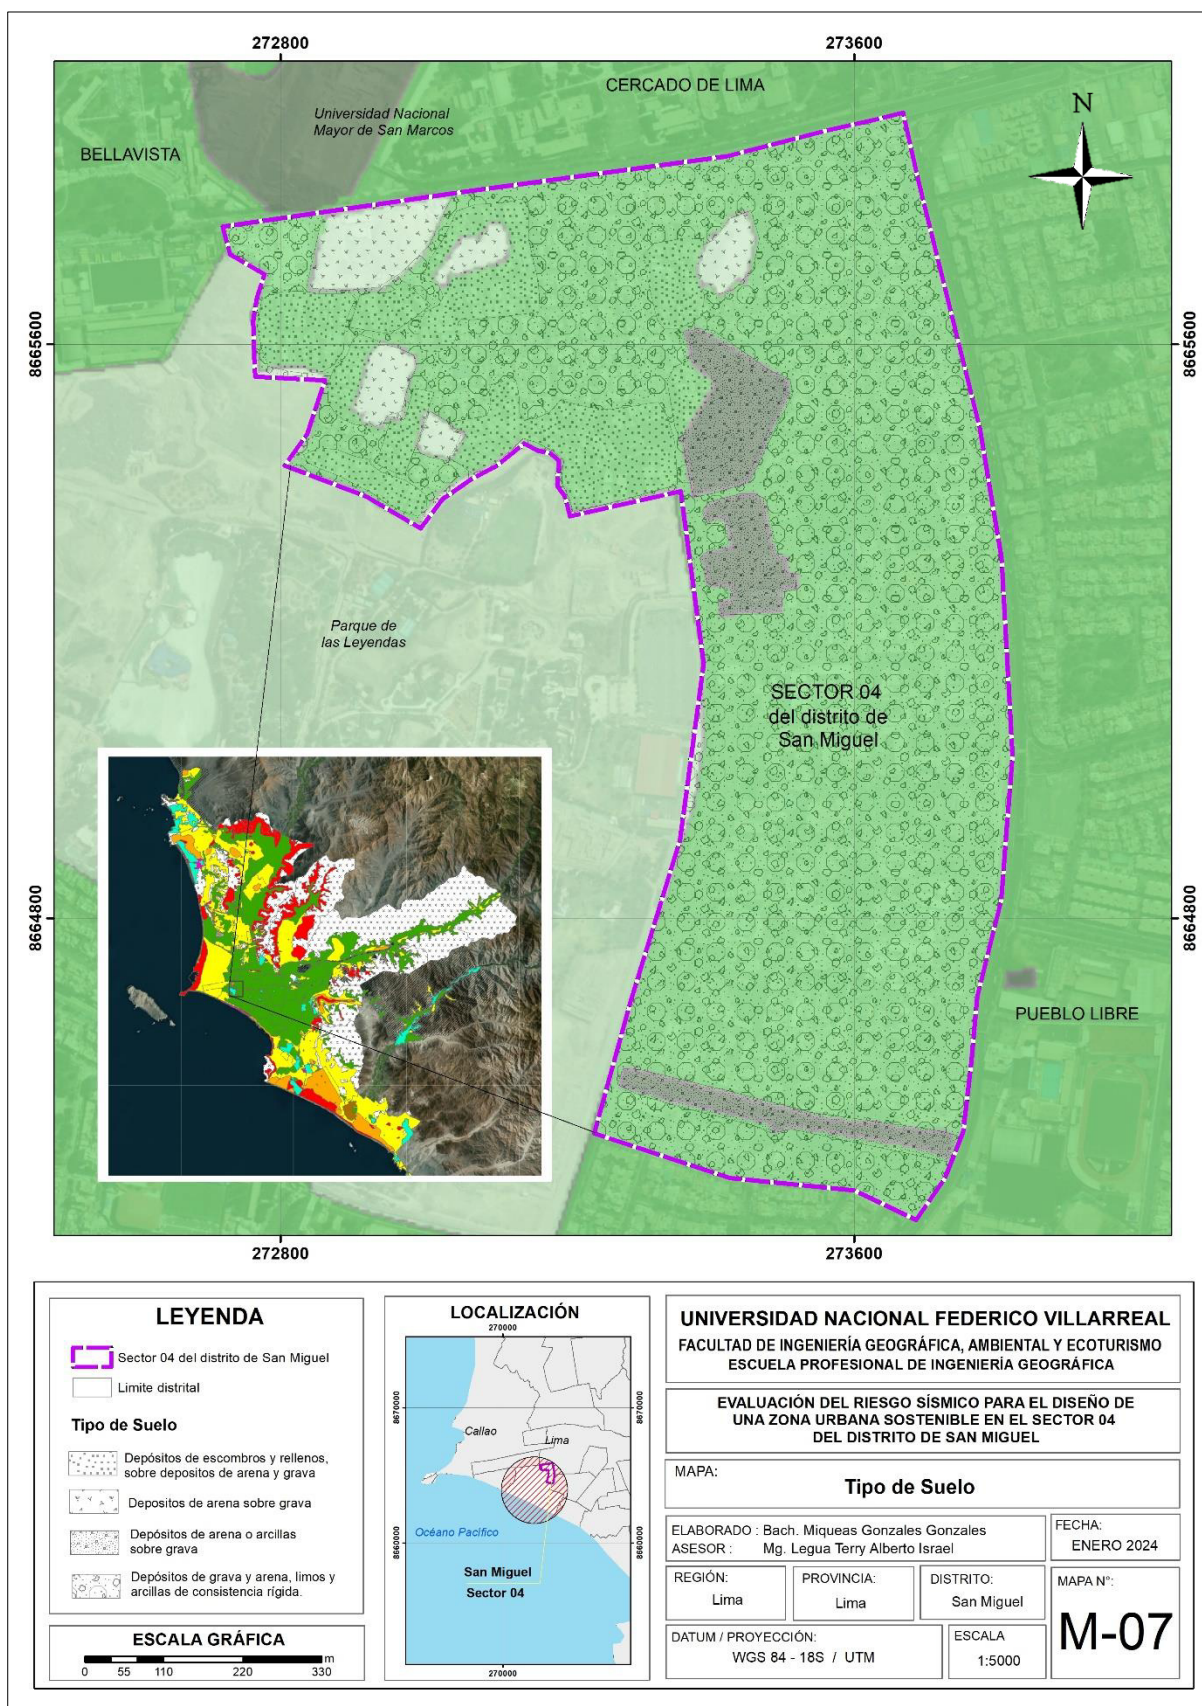 272800
273600
CERCADO DE LIMA
Universidad Nacional
Mayor de San Marcos
BELLAVISTA
N
8665600
8665600
Parque de
las Leyendas
SECTOR 04
del distrito de
San Miguel
8664800
8664800
PUEBLO LIBRE
272800
273600
LEYENDA
Sector 04 del distrito de San Miguel
Limite distrital
Tipo de Suelo
Depósitos de escombros y rellenos,
sobre depositos de arena y grava
Depositos de arena sobre grava
Depósitos de arena o arcillas
sobre grava
Depósitos de grava y arena, limos y
arcillas de consistencia rígida.
ESCALA GRÁFICA
m
0 55 110 220 330
LOCALIZACIÓN
270000
8670000
8670000
Callao
Lima
Océano Pacífico
8660000
8660000
San Miguel
Sector 04
270000
UNIVERSIDAD NACIONAL FEDERICO VILLARREAL
FACULTAD DE INGENIERÍA GEOGRÁFICA, AMBIENTAL Y ECOTURISMO
ESCUELA PROFESIONAL DE INGENIERÍA GEOGRÁFICA
EVALUACIÓN DEL RIESGO SÍSMICO PARA EL DISEÑO DE
UNA ZONA URBANA SOSTENIBLE EN EL SECTOR 04
DEL DISTRITO DE SAN MIGUEL
MAPA:
Tipo de Suelo
ELABORADO : Bach. Miqueas Gonzales Gonzales
ASESOR : Mg. Legua Terry Alberto Israel
FECHA:
ENERO 2024
REGIÓN:
Lima
PROVINCIA:
Lima
DISTRITO:
San Miguel
MAPA N°:
M-07
DATUM / PROYECCIÓN:
WGS 84 - 18S / UTM
ESCALA
1:5000